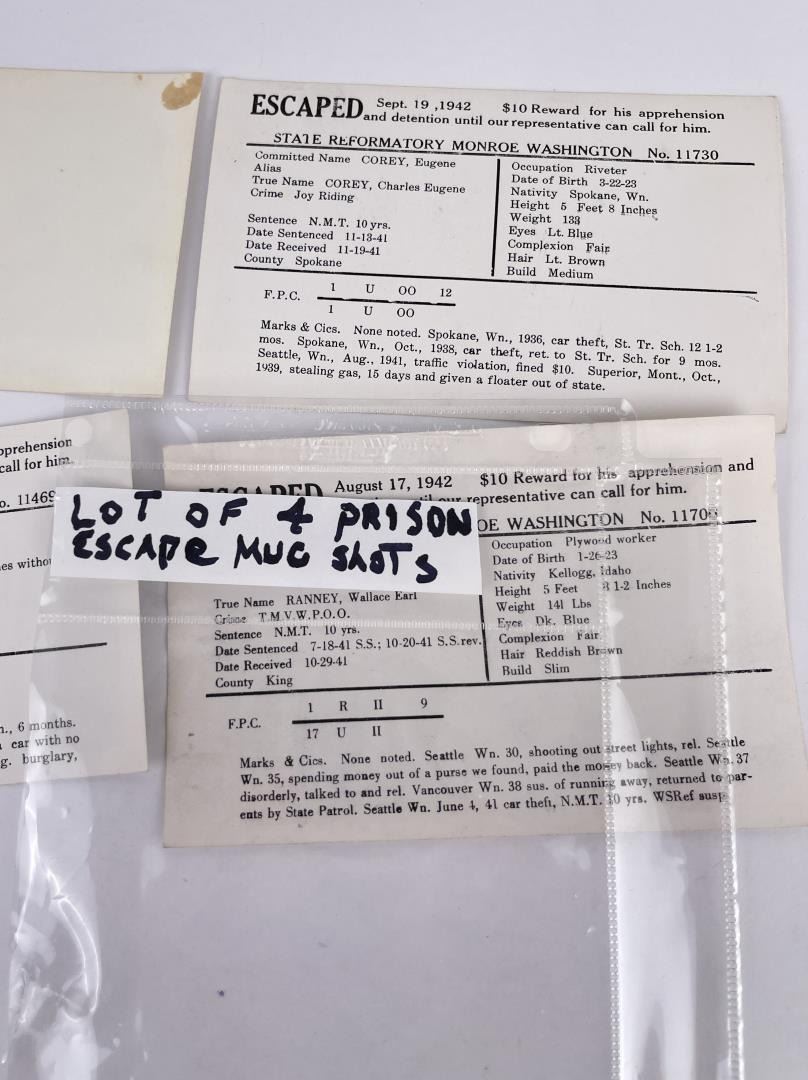 ESCAPED Sept. 19 ,1942 $10 Reward for his apprehension
and detention until our representative can call for him.
STATE REFORMATORY MONROE WASHINGTON No. 11730
Committed Name COREY, Eugene
Alias
True Name COREY, Charles Eugene
Crime Joy Riding
Sentence N.M.T. 10 yrs.
Date Sentenced 11-13-41
Date Received 11-19-41
County Spokane
Occupation Riveter
Date of Birth 3-22-23
Nativity Spokane, Wn.
Height 5 Feet 8 Inches
Weight 133
Eyes Lt. Blue
Complexion Fair
Hair Lt. Brown
Build Medium
F.P.C. 1 U OO 12
1 U OO
Marks & Cics. None noted. Spokane, Wn., 1936, car theft, St. Tr. Sch. 12 1-2
mos. Spokane, Wn., Oct., 1938, car theft, ret. to St. Tr. Sch. for 9 mos.
Seattle, Wn., Aug., 1941, traffic violation, fined $10. Superior, Mont., Oct.,
1939, stealing gas, 15 days and given a floater out of state.
pprehension
call for him.
o. 11469
es witho
n., 6 months.
car with no
g. burglary,
LOT OF 4 PRISON
ESCAPE MUG SHOTS
ESCAPED August 17, 1942 $10 Reward for his apprehension and
until our representative can call for him.
OE WASHINGTON No. 1170
True Name RANNEY, Wallace Earl
Crime T.M.V.W.P.O.O.
Sentence N.M.T. 10 yrs.
Date Sentenced 7-18-41 S.S.; 10-20-41 S.S.rev.
Date Received 10-29-41
County King
Occupation Plywood worker
Date of Birth 1-26-23
Nativity Kellogg, Idaho
Height 5 Feet 8 1-2 Inches
Weight 141 Lbs
Eyes Dk. Blue
Complexion Fair
Hair Reddish Brown
Build Slim
F.P.C. 1 R II 9
17 U II
Marks & Cics. None noted. Seattle Wn. 30, shooting out street lights, rel. Seattle
Wn. 35, spending money out of a purse we found, paid the money back. Seattle Wn. 37
disorderly, talked to and rel. Vancouver Wn. 38 sus. of running away, returned to par-
ents by State Patrol. Seattle Wn. June 4, 41 car theft, N.M.T. 10 yrs. WSRef susp